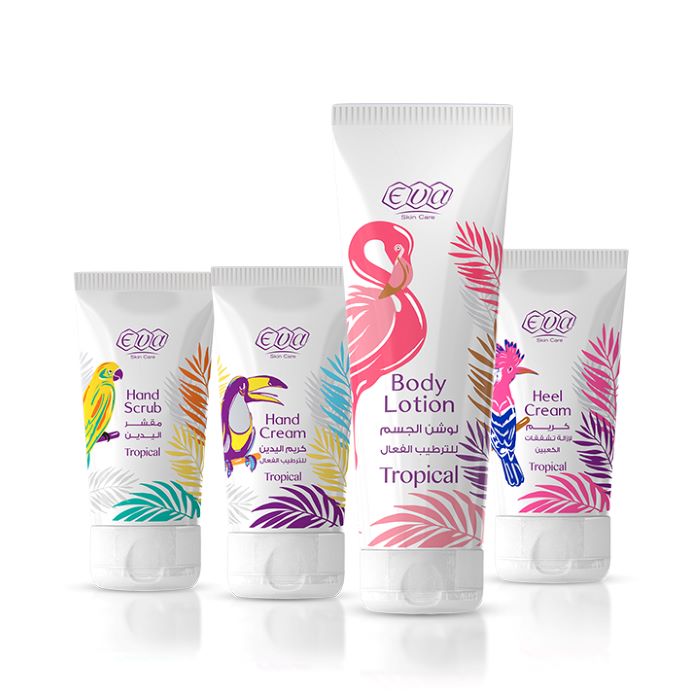 Eva
Skin Care
Hand
Scrub
مقشر
اليدين
Tropical
Eva
Skin Care
Hand
Cream
كريم اليدين
للترطيب الفعال
Tropical
Eva
Skin Care
Body
Lotion
لوشن الجسم
للترطيب الفعال
Tropical
Eva
Skin Care
Heel
Cream
كريم
لإزالة تشققات
الكعبين
Tropical